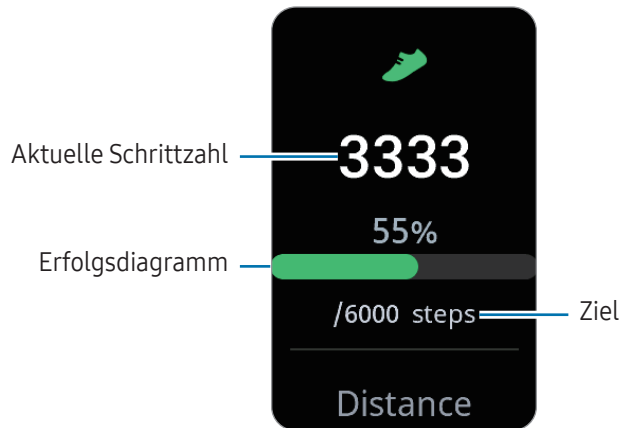 Aktuelle Schrittzahl
3333
55%
Erfolgsdiagramm
/6000 steps
Ziel
Distance